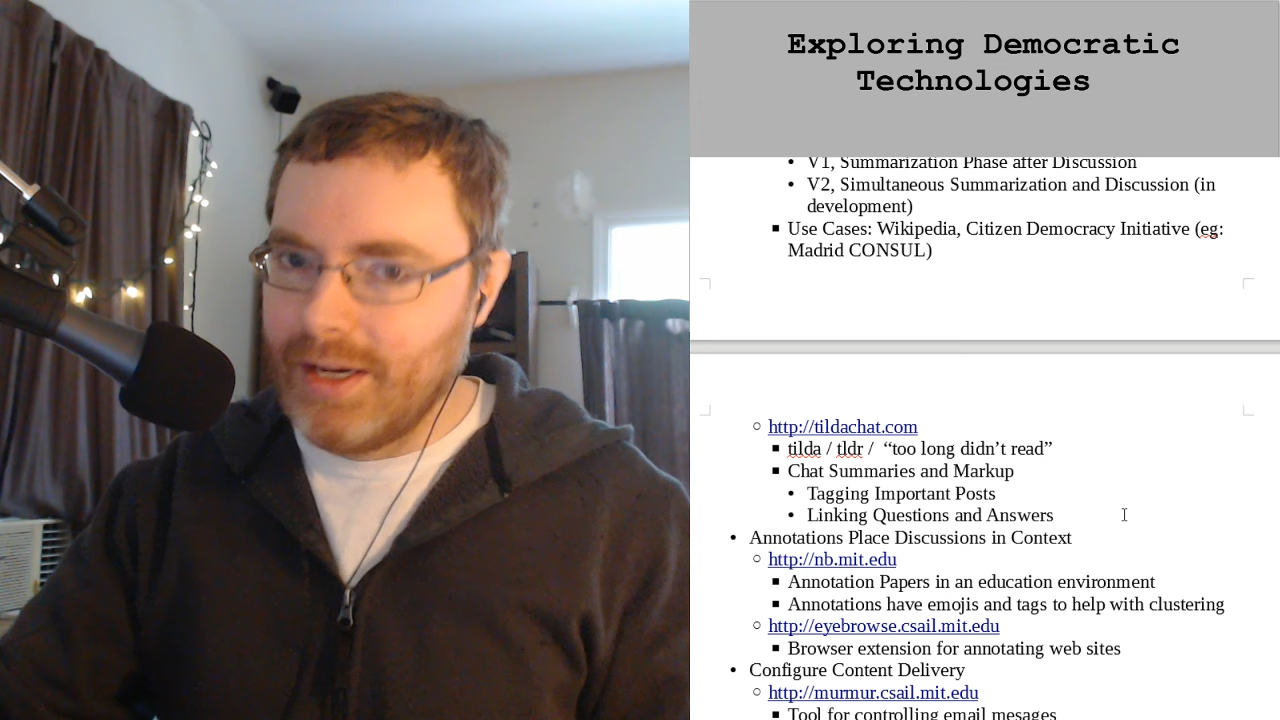 Exploring Democratic
Technologies
• V1, Summarization Phase after Discussion
• V2, Simultaneous Summarization and Discussion (in
development)
■ Use Cases: Wikipedia, Citizen Democracy Initiative (eg:
Madrid CONSUL)
○ http://tildachat.com
■ tilda / tldr / “too long didn’t read”
■ Chat Summaries and Markup
• Tagging Important Posts
• Linking Questions and Answers
• Annotations Place Discussions in Context
○ http://nb.mit.edu
■ Annotation Papers in an education environment
■ Annotations have emojis and tags to help with clustering
○ http://eyebrowse.csail.mit.edu
■ Browser extension for annotating web sites
• Configure Content Delivery
○ http://murmur.csail.mit.edu
■ Tool for controlling email mesages